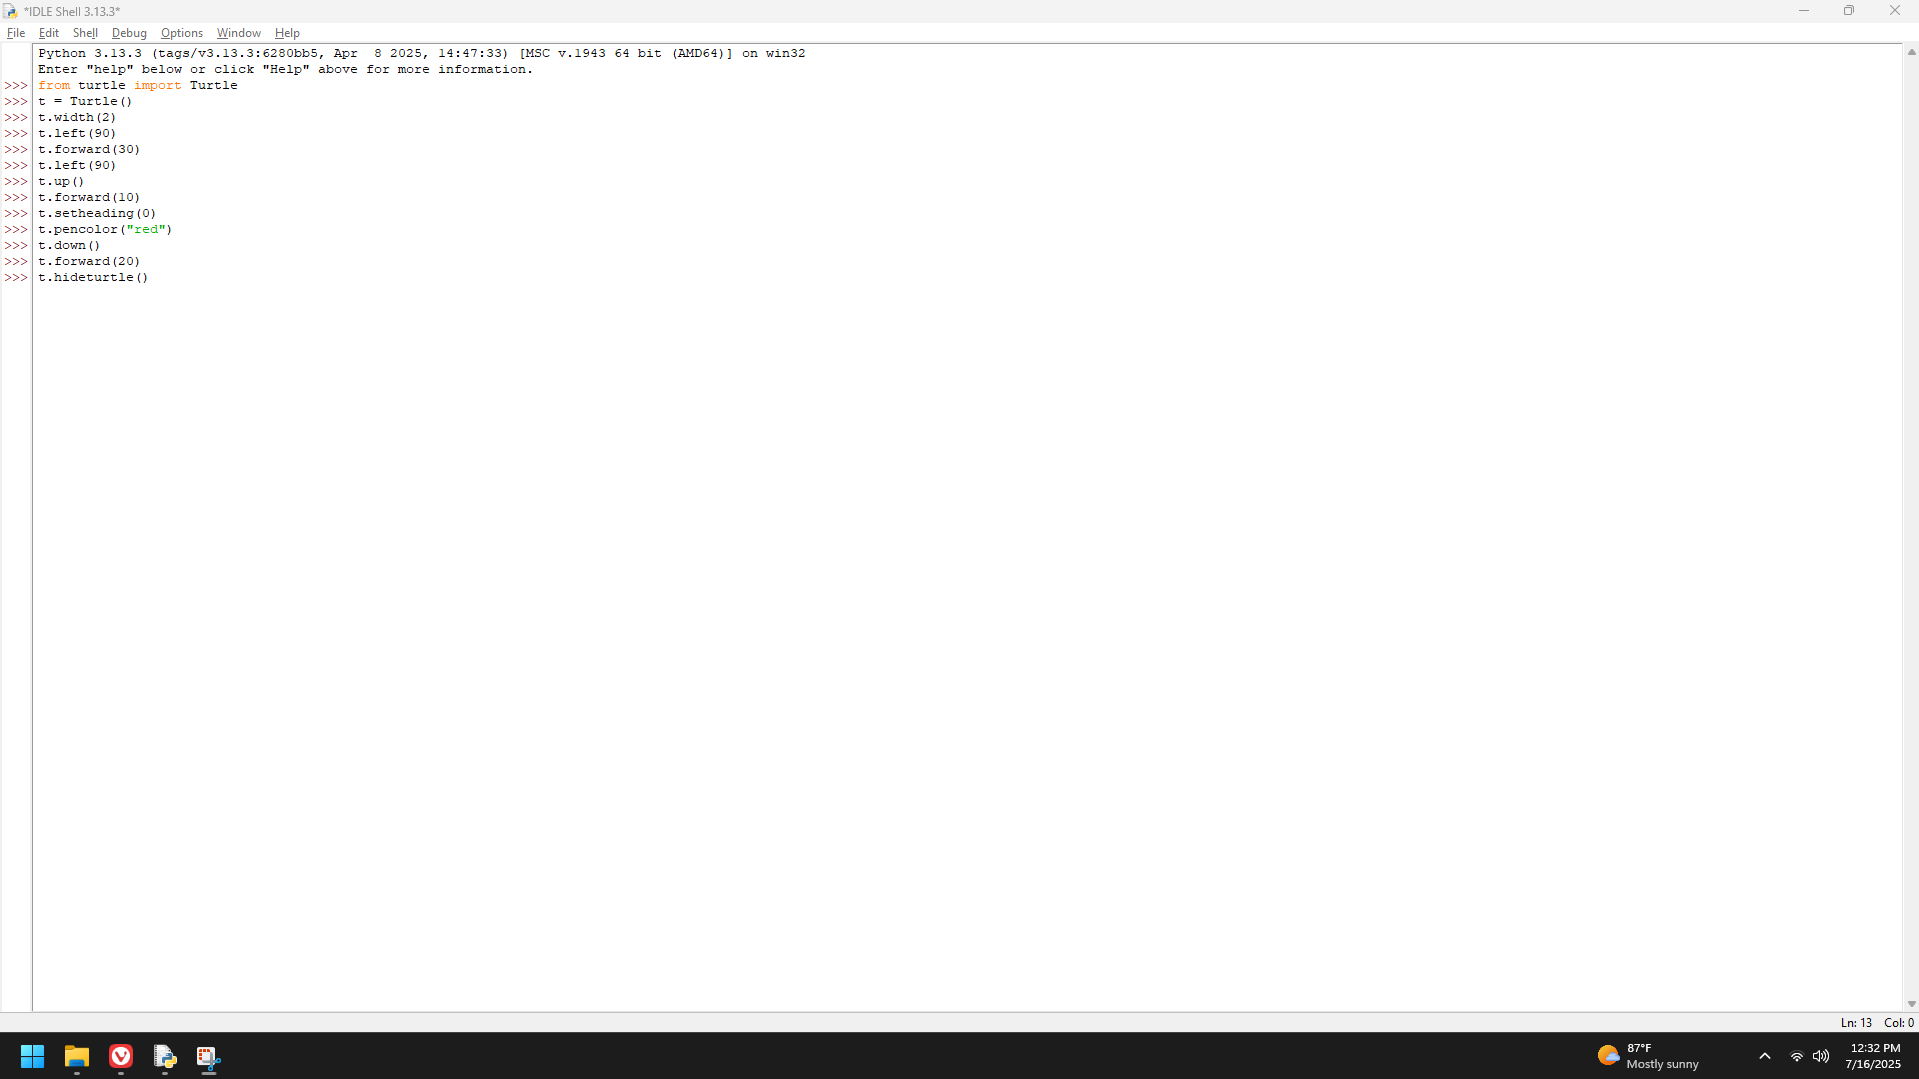 *IDLE Shell 3.13.3*
File Edit Shell Debug Options Window Help
Python 3.13.3 (tags/v3.13.3:6280bb5, Apr  8 2025, 14:47:33) [MSC v.1943 64 bit (AMD64)] on win32
Enter "help" below or click "Help" above for more information.
>>> from turtle import Turtle
>>> t = Turtle()
>>> t.width(2)
>>> t.left(90)
>>> t.forward(30)
>>> t.left(90)
>>> t.up()
>>> t.forward(10)
>>> t.setheading(0)
>>> t.pencolor("red")
>>> t.down()
>>> t.forward(20)
>>> t.hideturtle()
Ln: 13 Col: 0
87°F
Mostly sunny
12:32 PM
7/16/2025